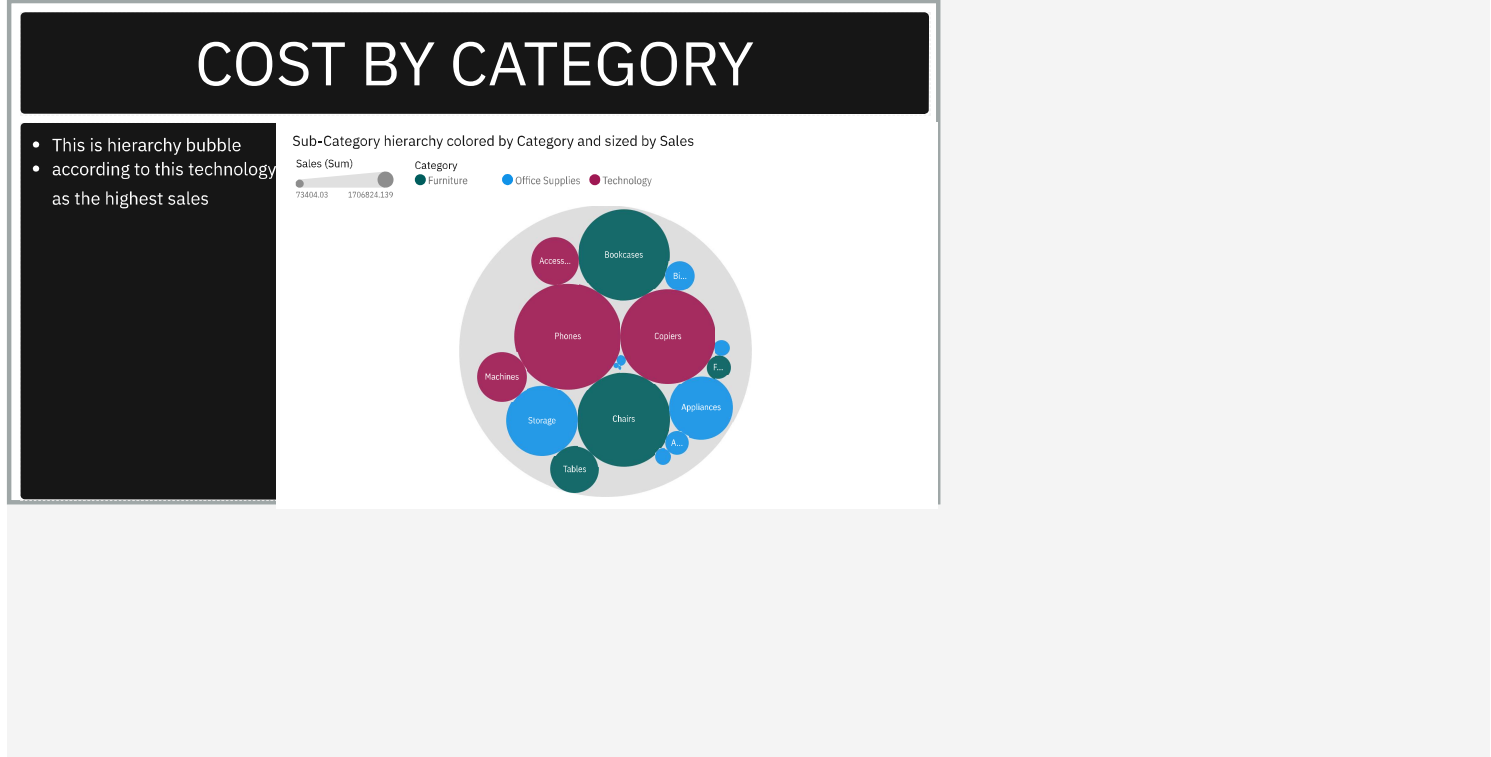 COST BY CATEGORY
• This is hierarchy bubble
• according to this technology
as the highest sales
Sub-Category hierarchy colored by Category and sized by Sales
Sales (Sum)
73404.03 1706824.139
Category
Furniture Office Supplies Technology
Bookcases
Access...
Bi...
Phones
Copiers
F...
Machines
Appliances
Storage
Chairs
A...
Tables